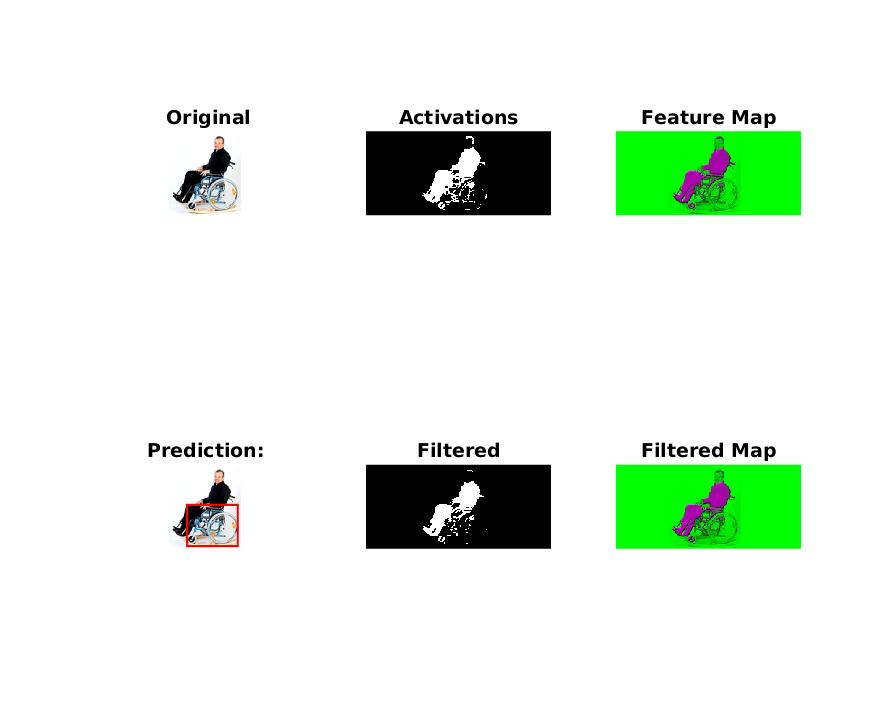 Original
Activations
Feature Map
Prediction:
Filtered
Filtered Map